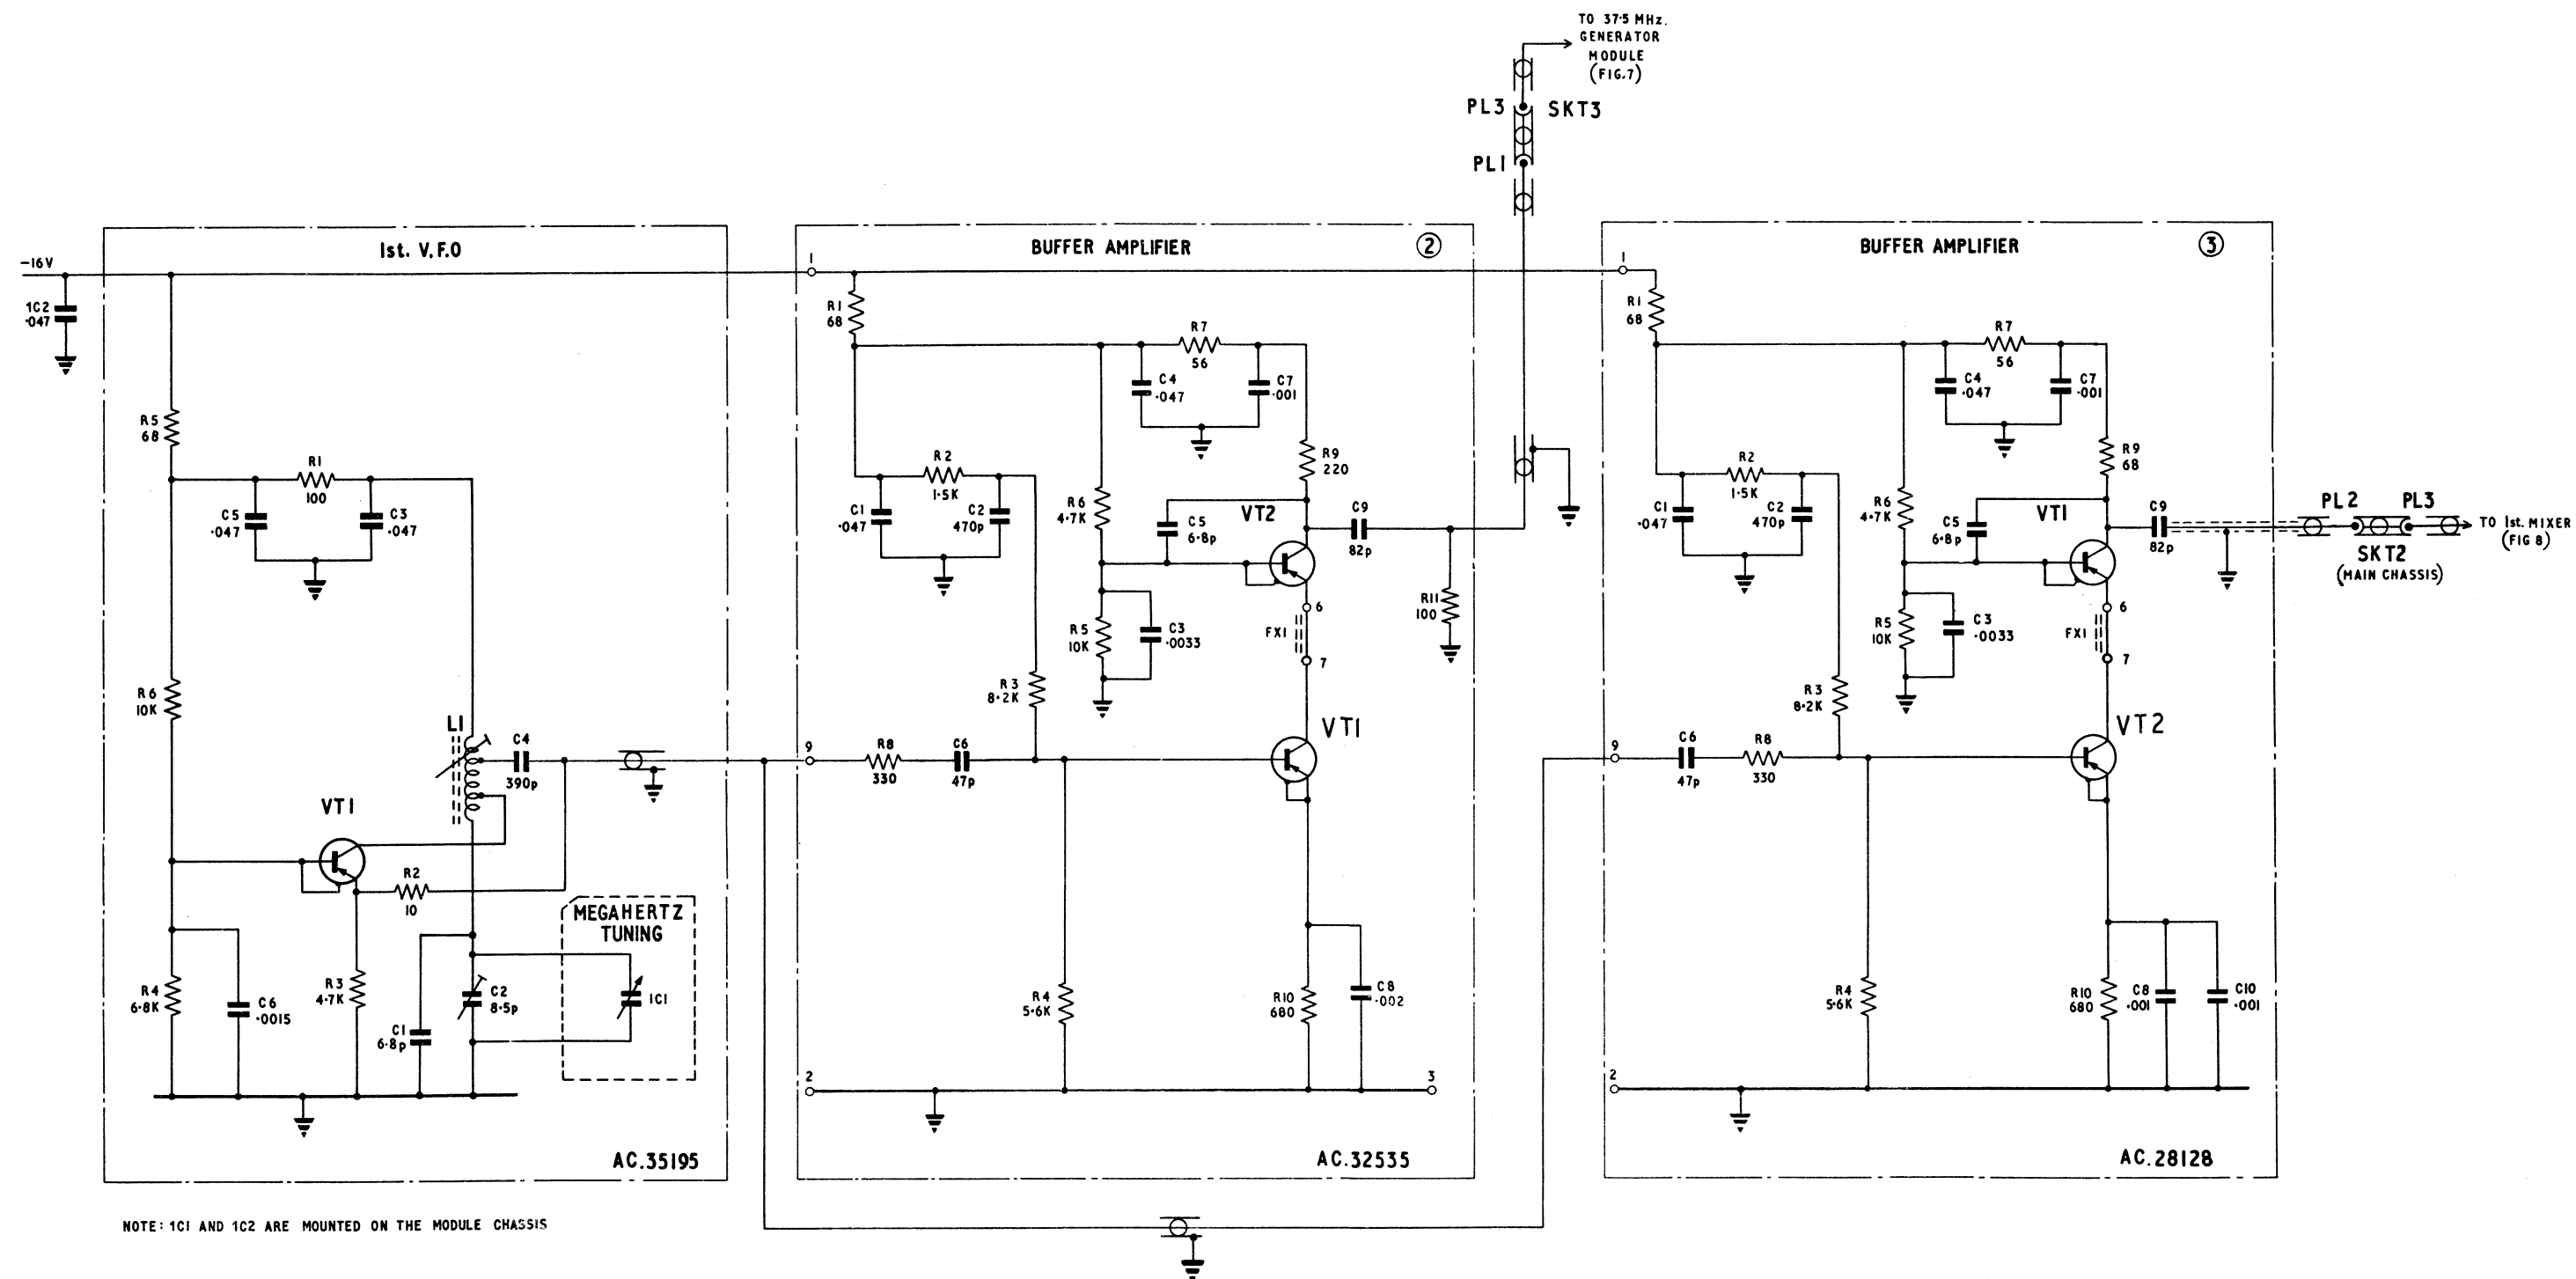 TO 37·5 MHz.
GENERATOR
MODULE
(FIG.7)
PL3
SKT3
PL1
1st. V.F.O
-16V
1C2
·047
R5
68
R1
100
C5
·047
C3
·047
R6
10K
L1
C4
390p
VT1
R2
10
MEGAHERTZ
TUNING
R4
6·8K
C6
·0015
R3
4·7K
C1
6·8p
C2
8·5p
1C1
AC.35195
NOTE: 1C1 AND 1C2 ARE MOUNTED ON THE MODULE CHASSIS
BUFFER AMPLIFIER
2
1
R1
68
R7
56
C4
·047
C7
·001
R2
1·5K
R9
220
C1
·047
C2
470p
R6
4·7K
C5
6·8p
VT2
C9
82p
R11
100
6
FX1
7
R5
10K
C3
·0033
R3
8·2K
VT1
9
R8
330
C6
47p
R4
5·6K
R10
680
C8
·002
2
3
AC.32535
BUFFER AMPLIFIER
3
1
R1
68
R7
56
C4
·047
C7
·001
R2
1·5K
R9
68
C1
·047
C2
470p
R6
4·7K
C5
6·8p
VT1
C9
82p
PL2
PL3
TO 1st. MIXER
(FIG 8)
SKT2
(MAIN CHASSIS)
6
FX1
7
R5
10K
C3
·0033
R3
8·2K
VT2
9
C6
47p
R8
330
R4
5·6K
R10
680
C8
·001
C10
·001
2
AC.28128